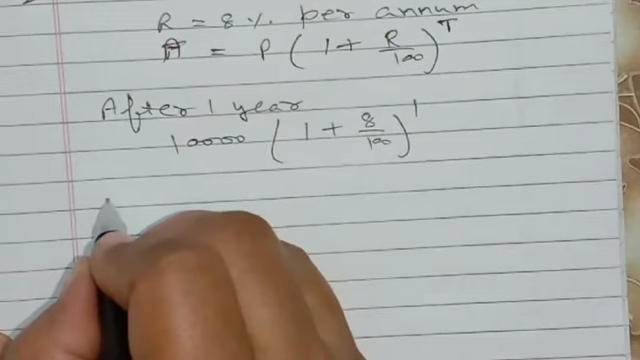 R = 8% per annum
A = P ( 1 + R/100 )^T
After 1 year
10000 ( 1 + 8/100 )^1